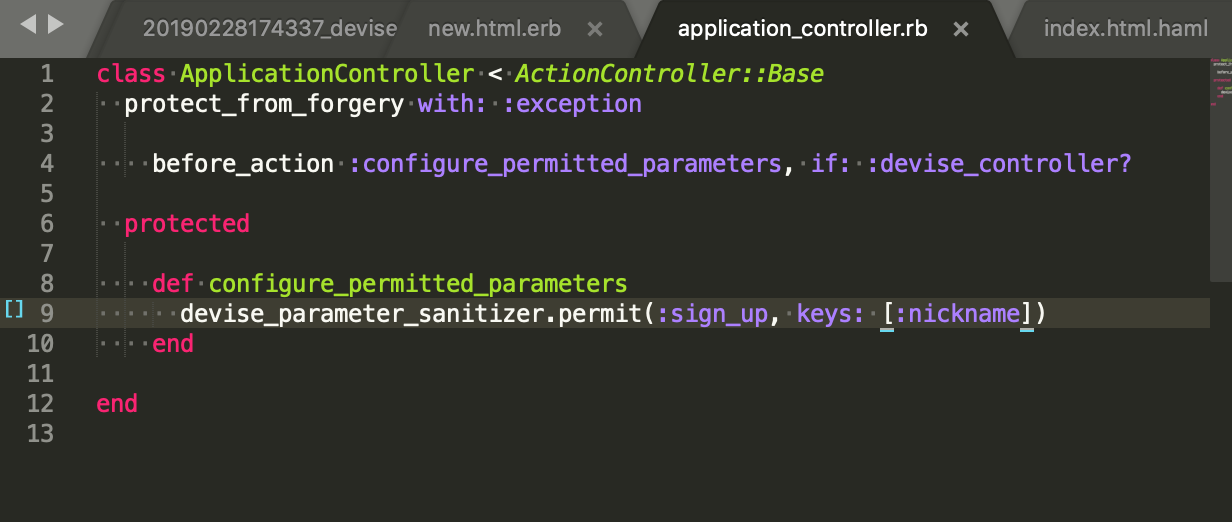 20190228174337_devise new.html.erb × application_controller.rb × index.html.haml
1 class ApplicationController < ActionController::Base
2   protect_from_forgery with: :exception
3
4     before_action :configure_permitted_parameters, if: :devise_controller?
5
6   protected
7
8     def configure_permitted_parameters
[] 9       devise_parameter_sanitizer.permit(:sign_up, keys: [:nickname])
10     end
11
12 end
13